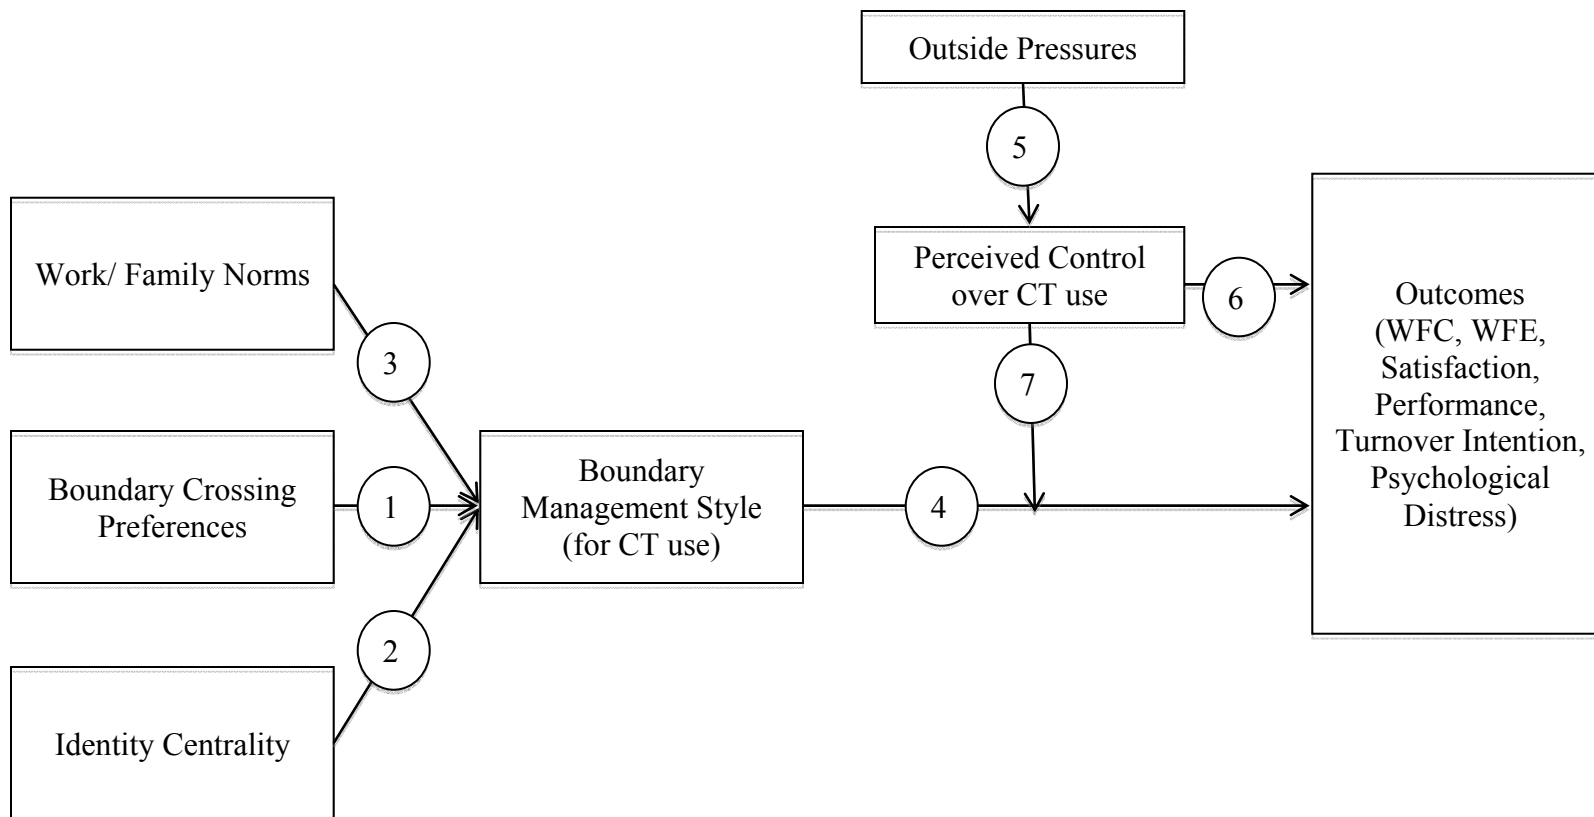 Outside Pressures
5
Work/ Family Norms
Perceived Control
over CT use
6
3
7
Outcomes
(WFC, WFE,
Satisfaction,
Performance,
Turnover Intention,
Psychological
Distress)
Boundary Crossing
Preferences
1
Boundary
Management Style
(for CT use)
4
2
Identity Centrality